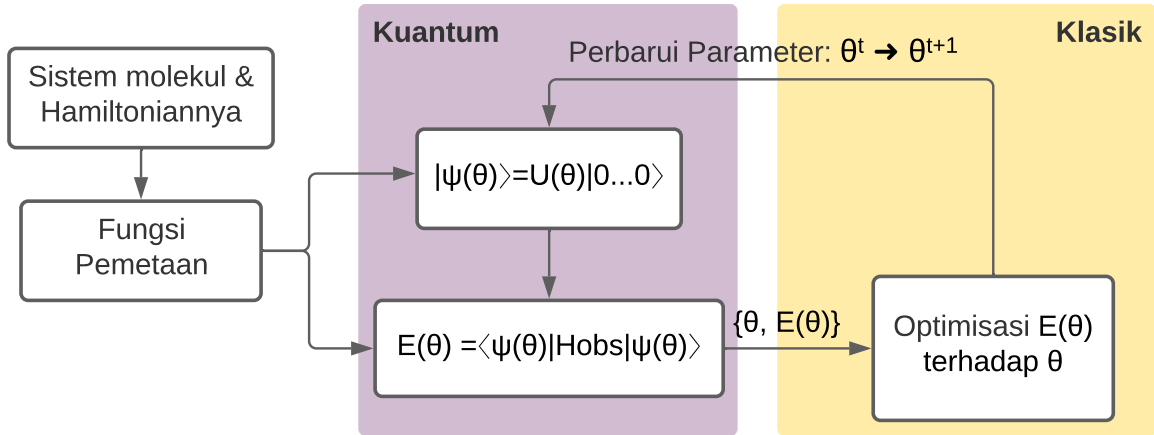 Kuantum
Klasik
Perbarui Parameter: θᵗ ➜ θᵗ⁺¹
Sistem molekul &
Hamiltoniannya
|ψ(θ)〉=U(θ)|0...0〉
Fungsi
Pemetaan
{θ, E(θ)}
E(θ) =〈ψ(θ)|Hobs|ψ(θ)〉
Optimisasi E(θ)
terhadap θ